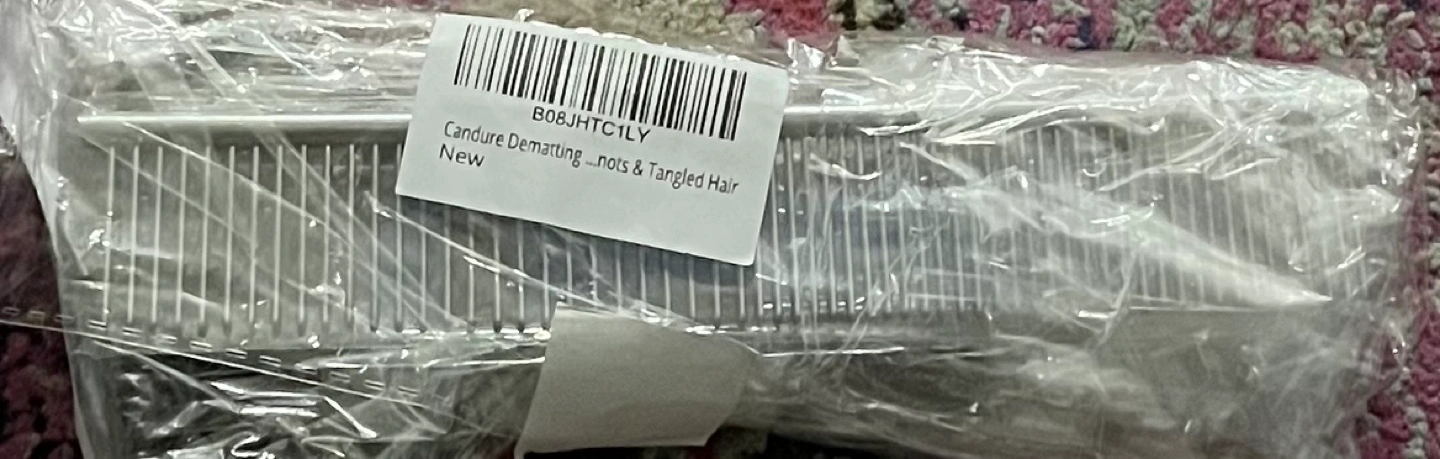 B08JHTC1LY
Candure Dematting ...nots & Tangled Hair
New